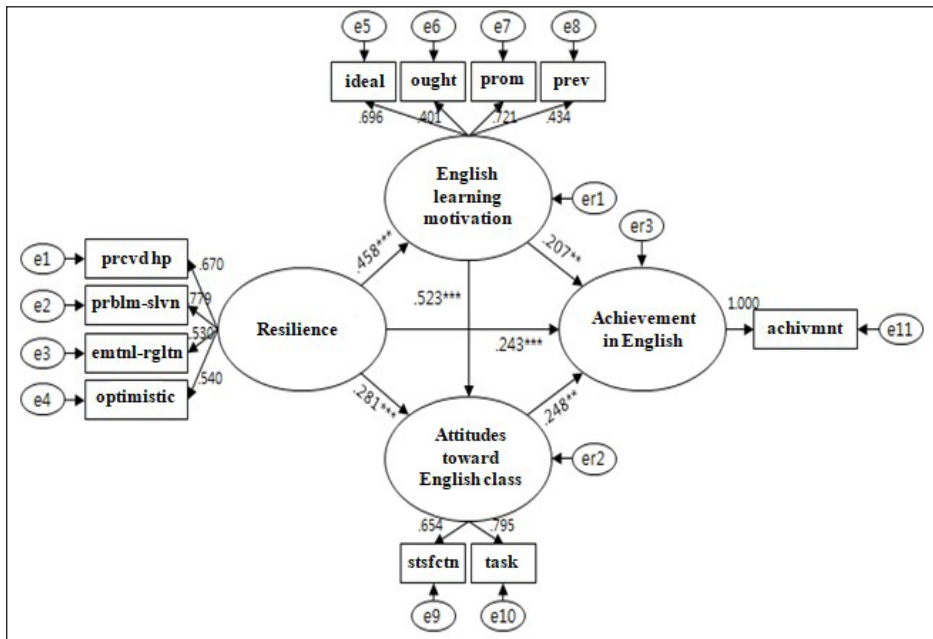 e5
e6
e7
e8
ideal
ought
prom
prev
.696
.401
.721
.434
English
learning
motivation
er1
er3
e1
prcvd hp
.670
.458***
.207**
e2
prblm-slvn
.779
.523***
1.000
Resilience
Achievement
in English
achivmnt
e11
.530
.243***
e3
emtnl-rgltn
.540
e4
optimistic
.281***
.248**
Attitudes
toward
English class
er2
.654
.795
stsfctn
task
e9
e10